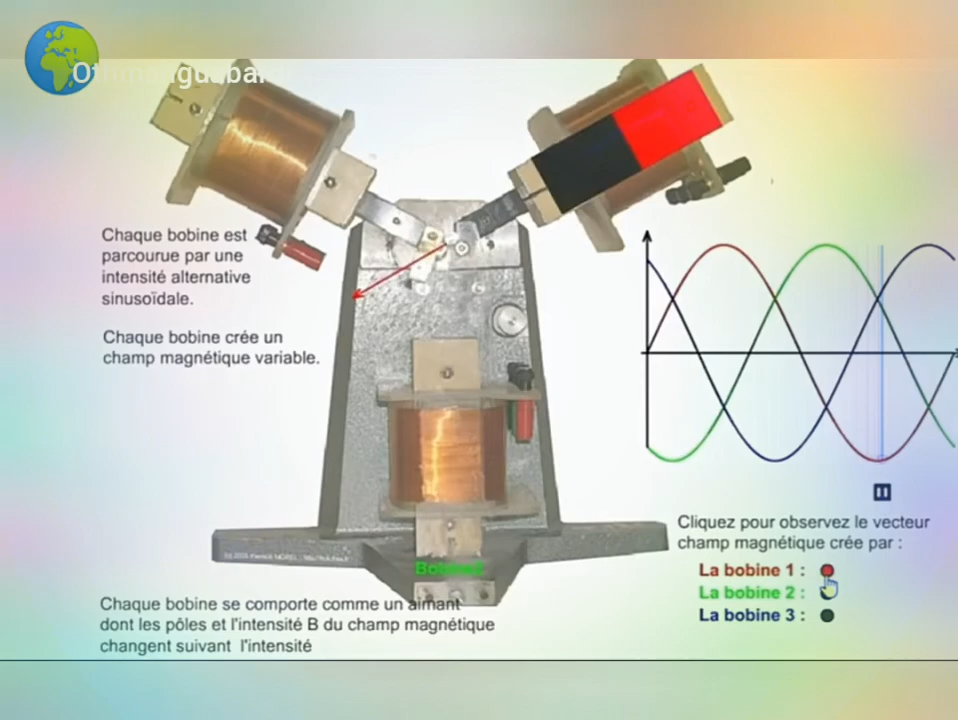 Chaque bobine est
parcourue par une
intensité alternative
sinusoïdale.
Chaque bobine crée un
champ magnétique variable.
Cliquez pour observez le vecteur
champ magnétique crée par :
La bobine 1 :
La bobine 2 :
La bobine 3 :
Chaque bobine se comporte comme un aimant
dont les pôles et l'intensité B du champ magnétique
changent suivant l'intensité